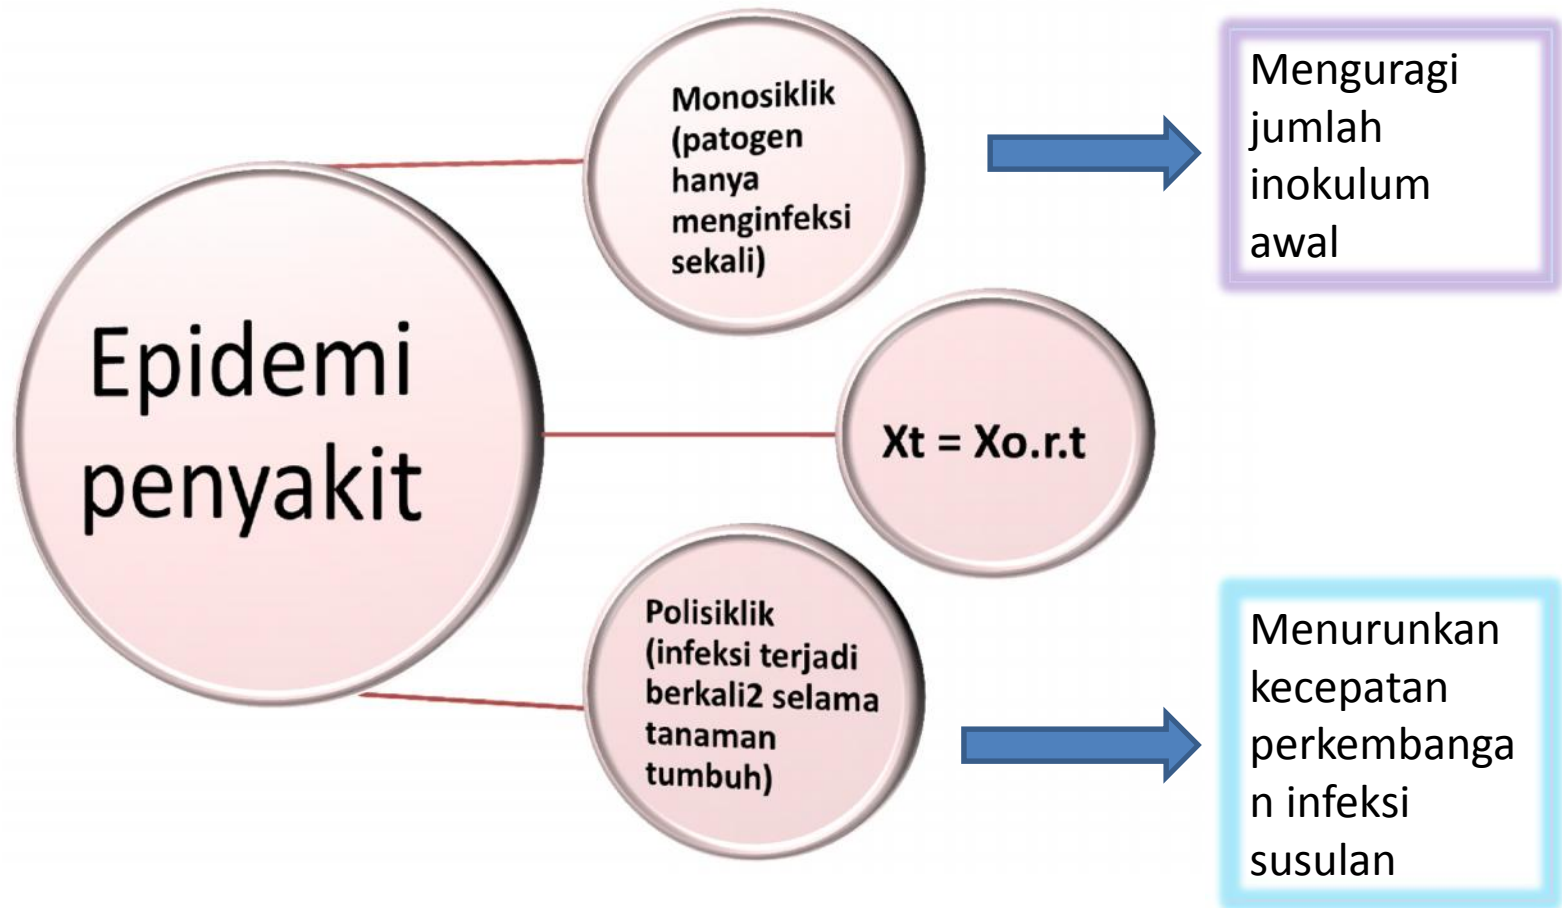 Epidemi
penyakit
Monosiklik
(patogen
hanya
menginfeksi
sekali)
Menguragi
jumlah
inokulum
awal
Xt = Xo.r.t
Polisiklik
(infeksi terjadi
berkali2 selama
tanaman
tumbuh)
Menurunkan
kecepatan
perkembanga
n infeksi
susulan